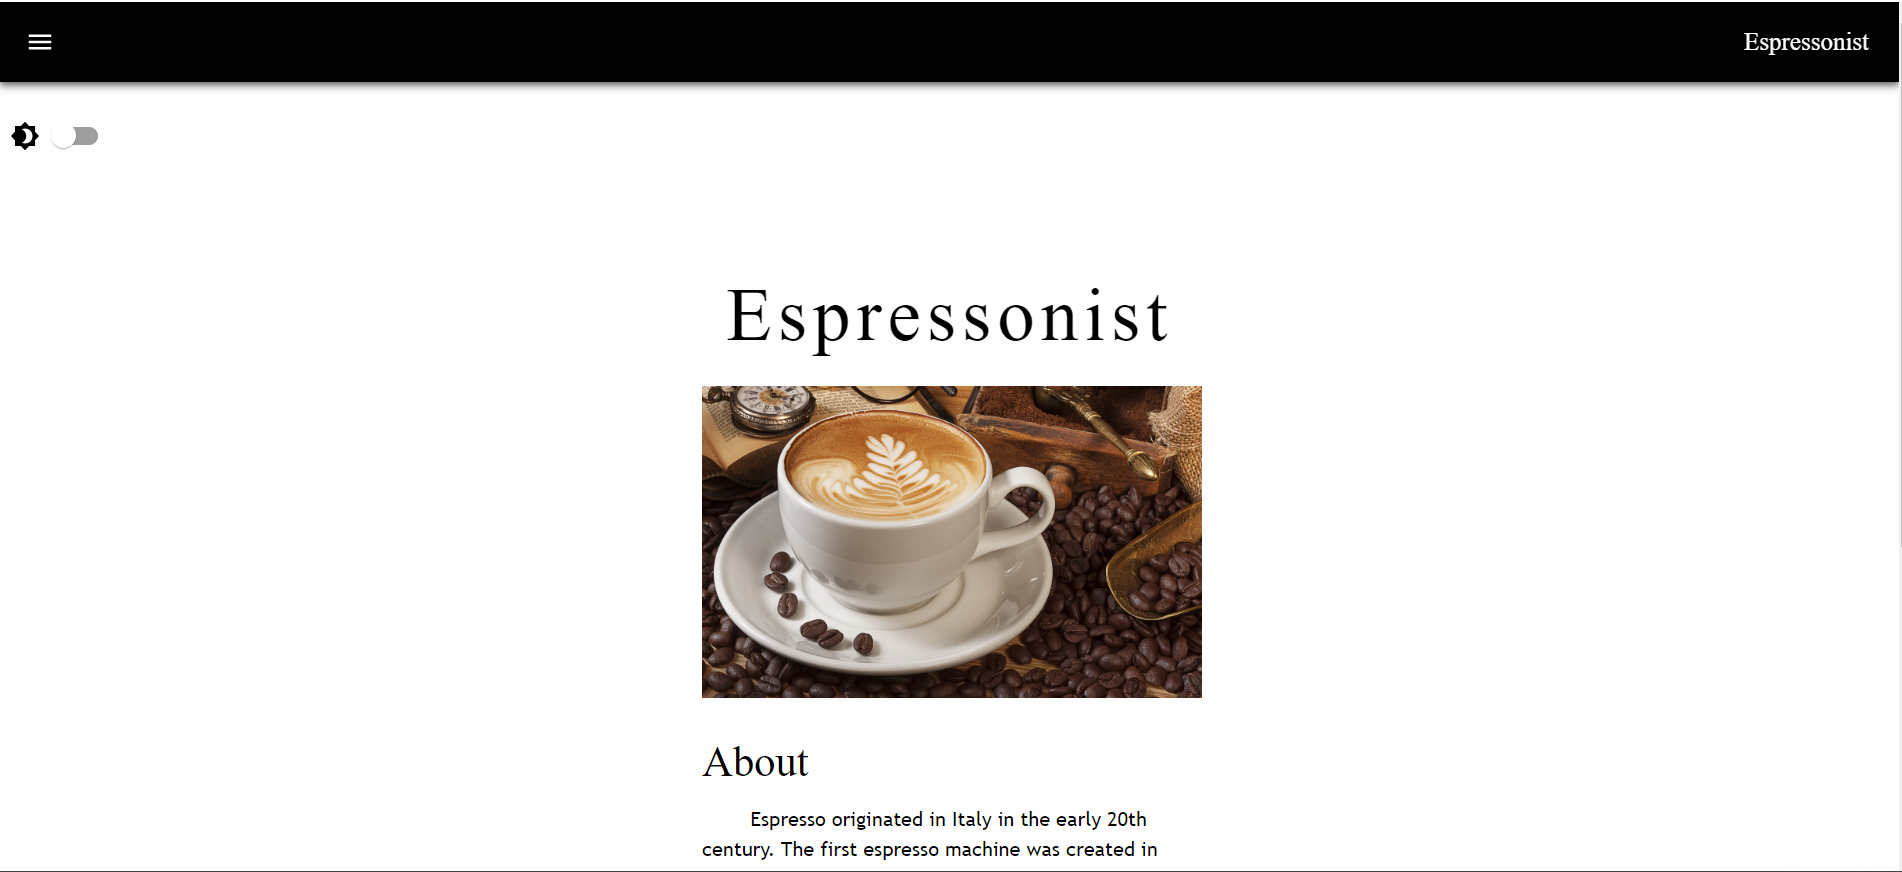 Espressonist
Espressonist
About
Espresso originated in Italy in the early 20th
century. The first espresso machine was created in